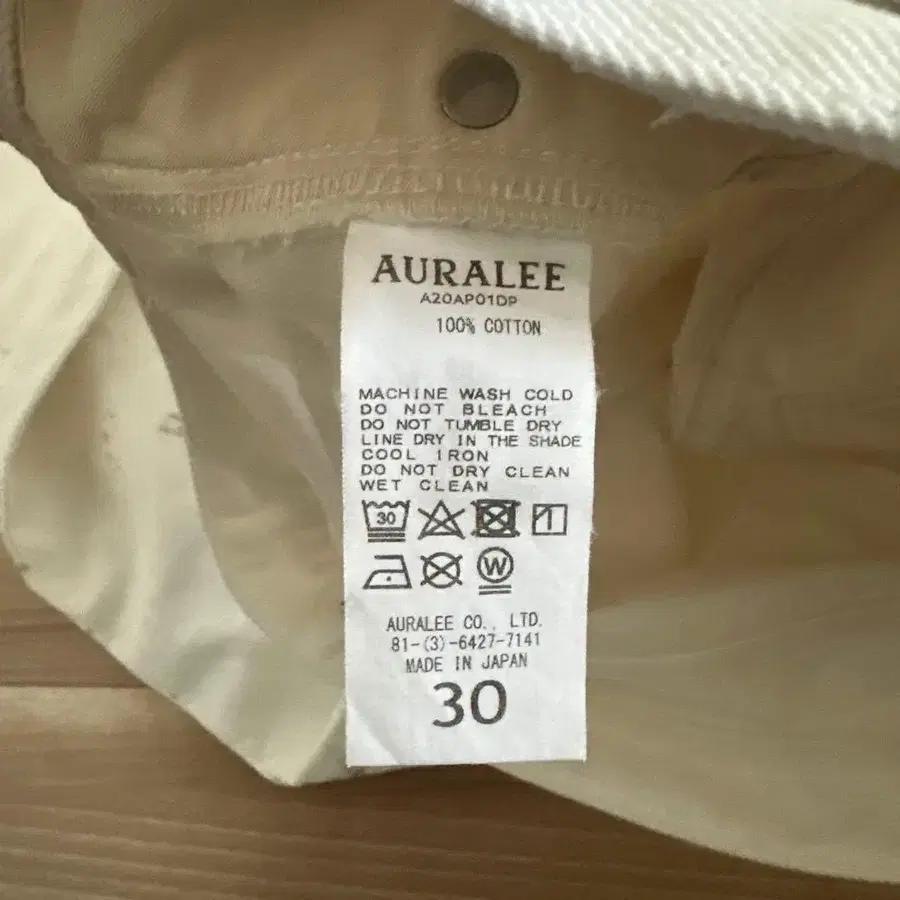 AURALEE
A20AP01DP
100% COTTON
MACHINE WASH COLD
DO NOT BLEACH
DO NOT TUMBLE DRY
LINE DRY IN THE SHADE
COOL IRON
DO NOT DRY CLEAN
WET CLEAN
30
W
AURALEE CO., LTD.
81-(3)-6427-7141
MADE IN JAPAN
30